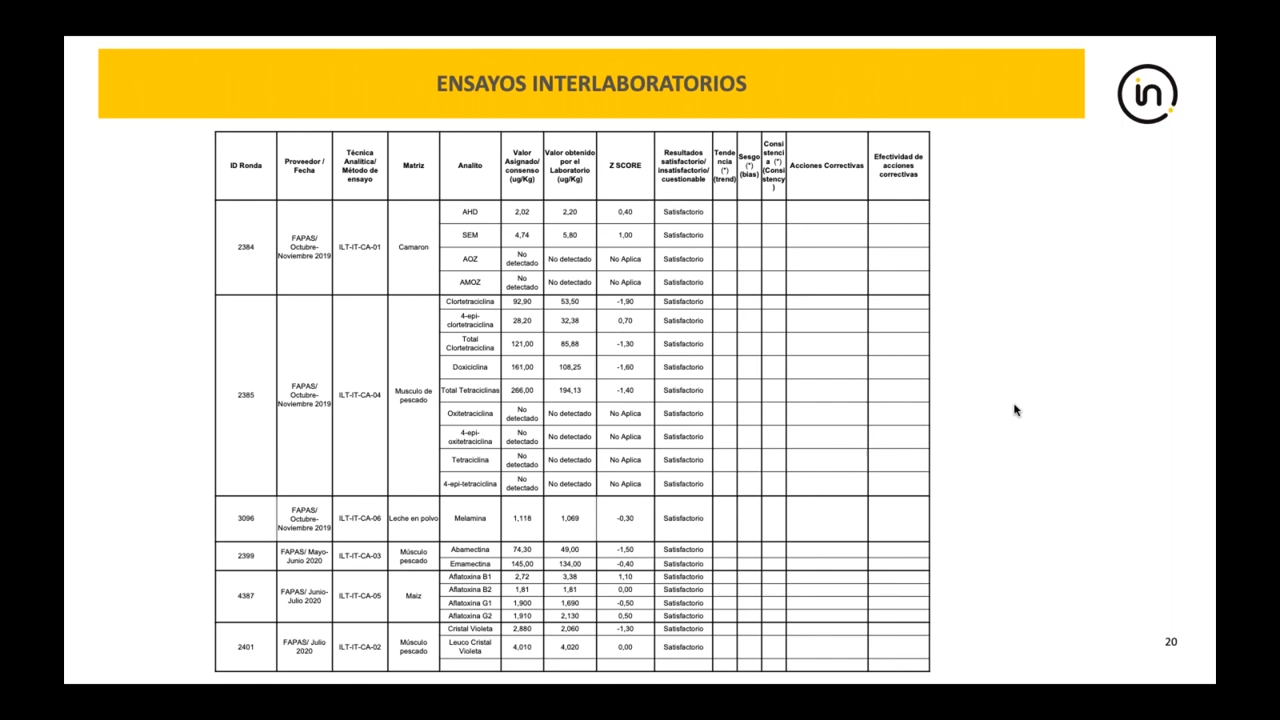 ENSAYOS INTERLABORATORIOS
in
ID Ronda
Proveedor /
Fecha
Técnica
Analítica/
Método de
ensayo
Matriz
Analito
Valor
Asignado/
consenso
(ug/Kg)
Valor obtenido
por el
Laboratorio
(ug/Kg)
Z SCORE
Resultados
satisfactorio/
insatisfactorio/
cuestionable
Tende
ncia
(*)
(trend)
Sesgo
(*)
(bias)
Consi
stenci
a (*)
(Consi
stency
)
Acciones Correctivas
Efectividad de
acciones
correctivas
2384
FAPAS/
Octubre-
Noviembre 2019
ILT-IT-CA-01
Camaron
AHD 2,02 2,20 0,40 Satisfactorio
SEM 4,74 5,80 1,00 Satisfactorio
AOZ No
detectado No detectado No Aplica Satisfactorio
AMOZ No
detectado No detectado No Aplica Satisfactorio
2385
FAPAS/
Octubre-
Noviembre 2019
ILT-IT-CA-04
Musculo de
pescado
Clortetraciclina 92,90 53,50 -1,90 Satisfactorio
4-epi-
clortetraciclina 28,20 32,38 0,70 Satisfactorio
Total
Clortetraciclina 121,00 85,88 -1,30 Satisfactorio
Doxiciclina 161,00 108,25 -1,60 Satisfactorio
Total Tetraciclinas 266,00 194,13 -1,40 Satisfactorio
Oxitetraciclina No
detectado No detectado No Aplica Satisfactorio
4-epi-
oxitetraciclina No
detectado No detectado No Aplica Satisfactorio
Tetraciclina No
detectado No detectado No Aplica Satisfactorio
4-epi-tetraciclina No
detectado No detectado No Aplica Satisfactorio
3096
FAPAS/
Octubre-
Noviembre 2019
ILT-IT-CA-06
Leche en polvo
Melamina 1,118 1,069 -0,30 Satisfactorio
2399
FAPAS/ Mayo-
Junio 2020
ILT-IT-CA-03
Músculo
pescado
Abamectina 74,30 49,00 -1,50 Satisfactorio
Emamectina 145,00 134,00 -0,40 Satisfactorio
4387
FAPAS/ Junio-
Julio 2020
ILT-IT-CA-05
Maiz
Aflatoxina B1 2,72 3,38 1,10 Satisfactorio
Aflatoxina B2 1,81 1,81 0,00 Satisfactorio
Aflatoxina G1 1,900 1,690 -0,50 Satisfactorio
Aflatoxina G2 1,910 2,130 0,50 Satisfactorio
2401
FAPAS/ Julio
2020
ILT-IT-CA-02
Músculo
pescado
Cristal Violeta 2,880 2,060 -1,30 Satisfactorio
Leuco Cristal
Violeta 4,010 4,020 0,00 Satisfactorio
20